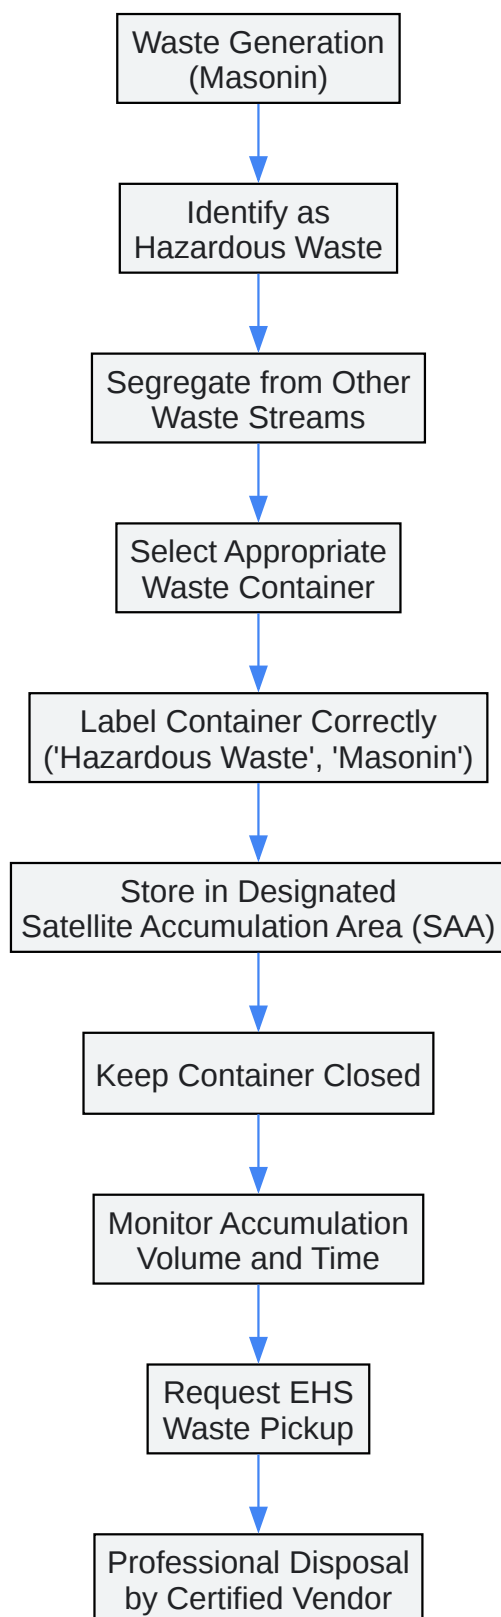 Waste Generation
(Masonin)
Identify as
Hazardous Waste
Segregate from Other
Waste Streams
Select Appropriate
Waste Container
Label Container Correctly
('Hazardous Waste', 'Masonin')
Store in Designated
Satellite Accumulation Area (SAA)
Keep Container Closed
Monitor Accumulation
Volume and Time
Request EHS
Waste Pickup
Professional Disposal
by Certified Vendor